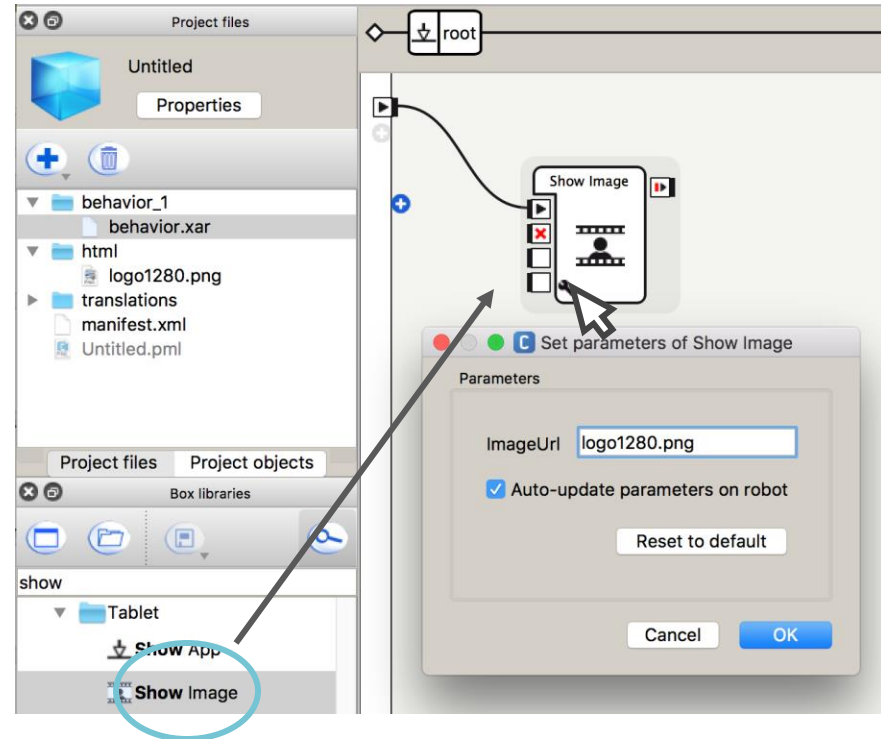 Project files
Untitled
Properties
behavior_1
behavior.xar
html
logo1280.png
translations
manifest.xml
Untitled.pml
Project files Project objects
Box libraries
show
Tablet
Show App
Show Image
root
Show Image
C Set parameters of Show Image
Parameters
ImageUrl logo1280.png
Auto-update parameters on robot
Reset to default
Cancel OK